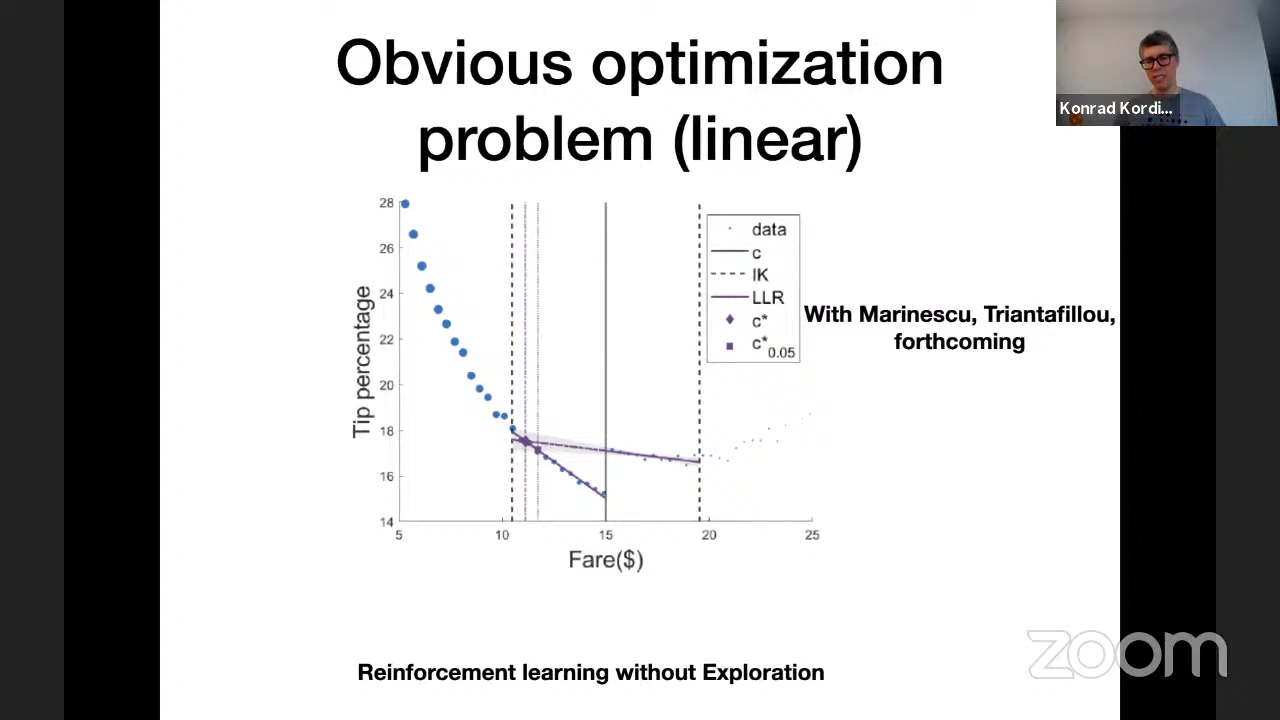 Obvious optimization
problem (linear)
Konrad Kordi...
28
26
24
22
20
18
16
14
Tip percentage
5
10
15
20
25
Fare($)
data
c
IK
LLR
c*
c*0.05
With Marinescu, Triantafillou,
forthcoming
Reinforcement learning without Exploration
zoom